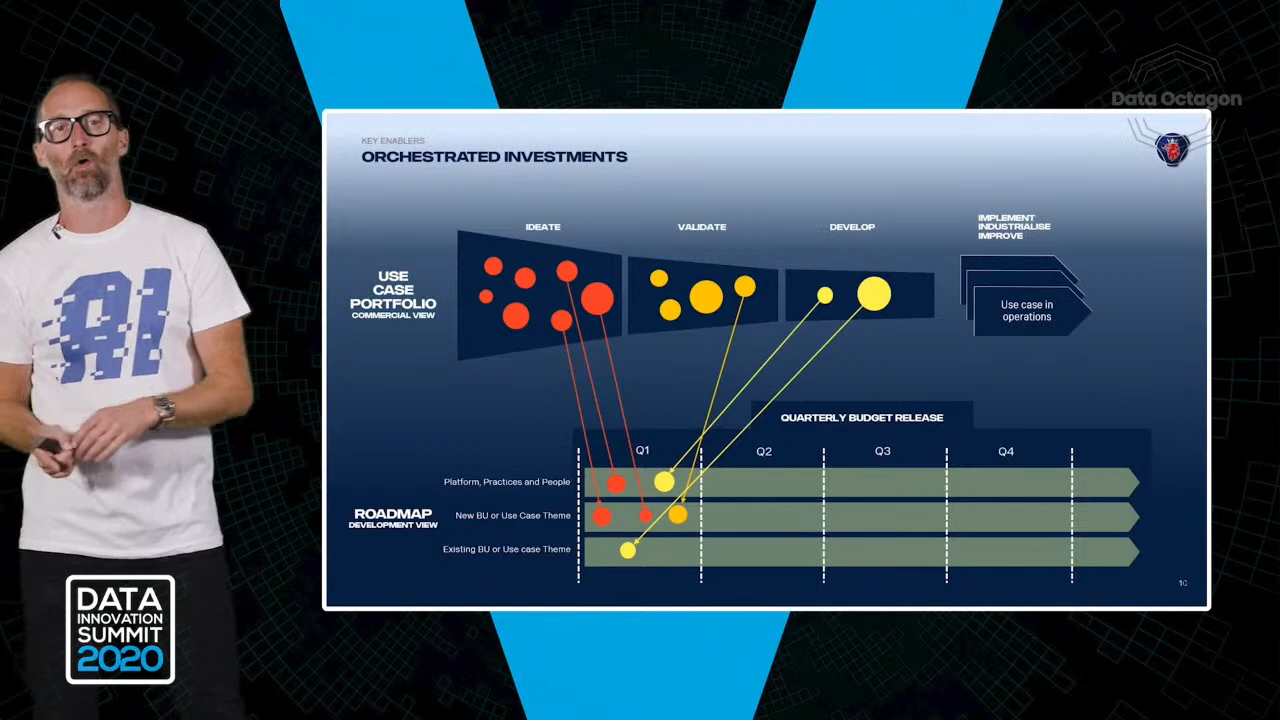 Data Octagon
KEY ENABLERS
ORCHESTRATED INVESTMENTS
IDEATE
VALIDATE
DEVELOP
IMPLEMENT
INDUSTRIALISE
IMPROVE
USE
CASE
PORTFOLIO
COMMERCIAL VIEW
Use case in
operations
QUARTERLY BUDGET RELEASE
Q1
Q2
Q3
Q4
Platform, Practices and People
ROADMAP
DEVELOPMENT VIEW
New BU or Use Case Theme
Existing BU or Use case Theme
10
AI
DATA
INNOVATION
SUMMIT
2020